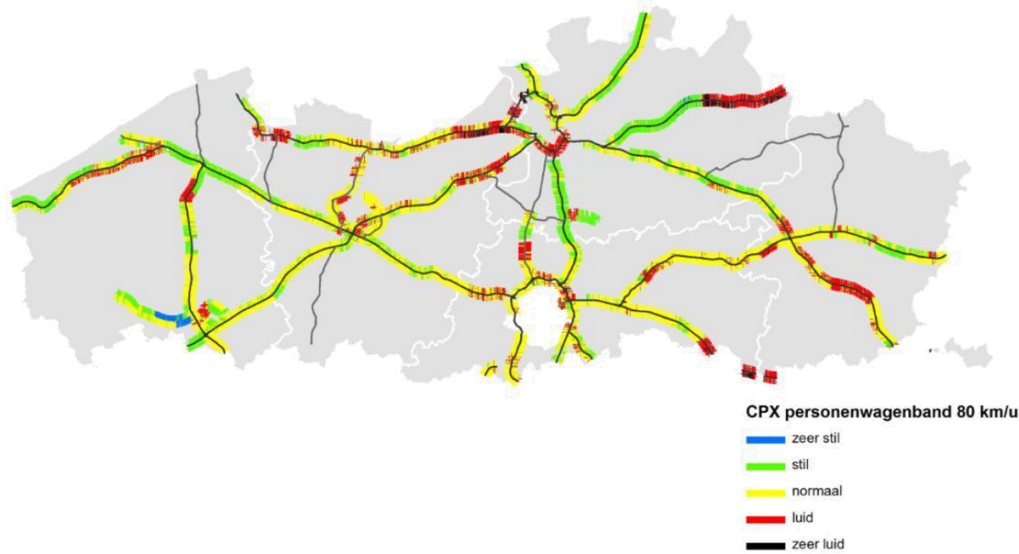 CPX personenwagenband 80 km/u
zeer stil
stil
normaal
luid
zeer luid